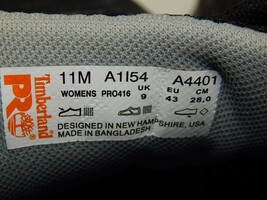 Timberland
PRO
11M A1I54 A4401
WOMENS PRO416 UK EU CM
9 43 28,0
DESIGNED IN NEW HAMPSHIRE, USA
MADE IN BANGLADESH